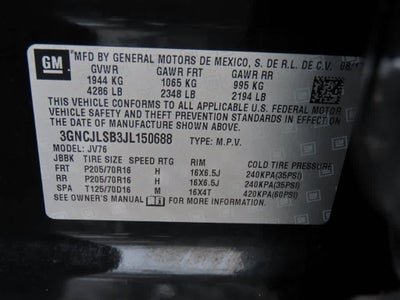 GM
MFD BY GENERAL MOTORS DE MEXICO, S. DE R.L. DE C.V.
GVWR GAWR FRT GAWR RR
1944 KG 1065 KG 995 KG
4286 LB 2348 LB 2194 LB
THIS VEHICLE CONFORMS TO ALL APPLICABLE U.S. FEDERAL MOTOR
VEHICLE SAFETY AND THEFT PREVENTION STANDARDS IN EFFECT ON THE
DATE OF MANUFACTURE SHOWN ABOVE.
3GNCJLSB3JL150688 TYPE: M.P.V.
MODEL: JV76
JBBK TIRE SIZE SPEED RTG RIM COLD TIRE PRESSURE
FRT P205/70R16 H 16X6.5J 240KPA(35PSI)
RR P205/70R16 H 16X6.5J 240KPA(35PSI)
SPA T125/70D16 M 16X4T 420KPA(60PSI)
SEE OWNER'S MANUAL FOR ADDITIONAL INFORMATION.